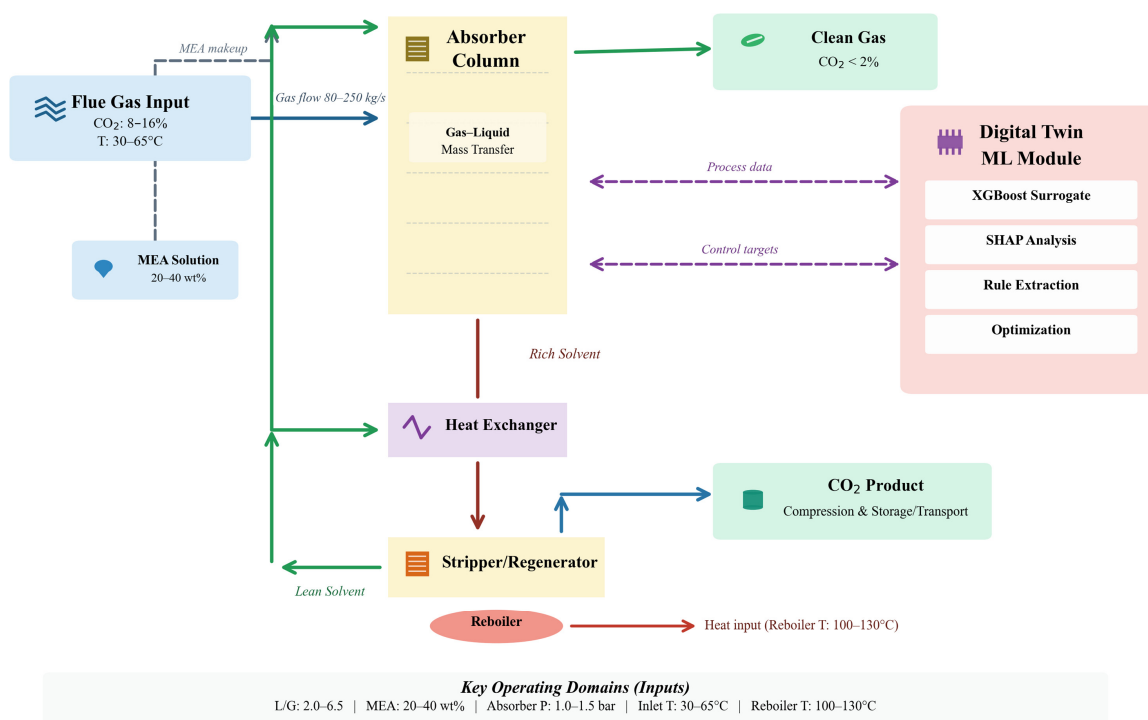 MEA makeup
Flue Gas Input
CO₂: 8–16%
T: 30–65°C
Gas flow 80–250 kg/s
MEA Solution
20–40 wt%
Absorber
Column
Gas–Liquid
Mass Transfer
Clean Gas
CO₂ < 2%
Process data
Control targets
Digital Twin
ML Module
XGBoost Surrogate
SHAP Analysis
Rule Extraction
Optimization
Rich Solvent
Heat Exchanger
CO₂ Product
Compression & Storage/Transport
Stripper/Regenerator
Lean Solvent
Reboiler
Heat input (Reboiler T: 100–130°C)
Key Operating Domains (Inputs)
L/G: 2.0–6.5 | MEA: 20–40 wt% | Absorber P: 1.0–1.5 bar | Inlet T: 30–65°C | Reboiler T: 100–130°C